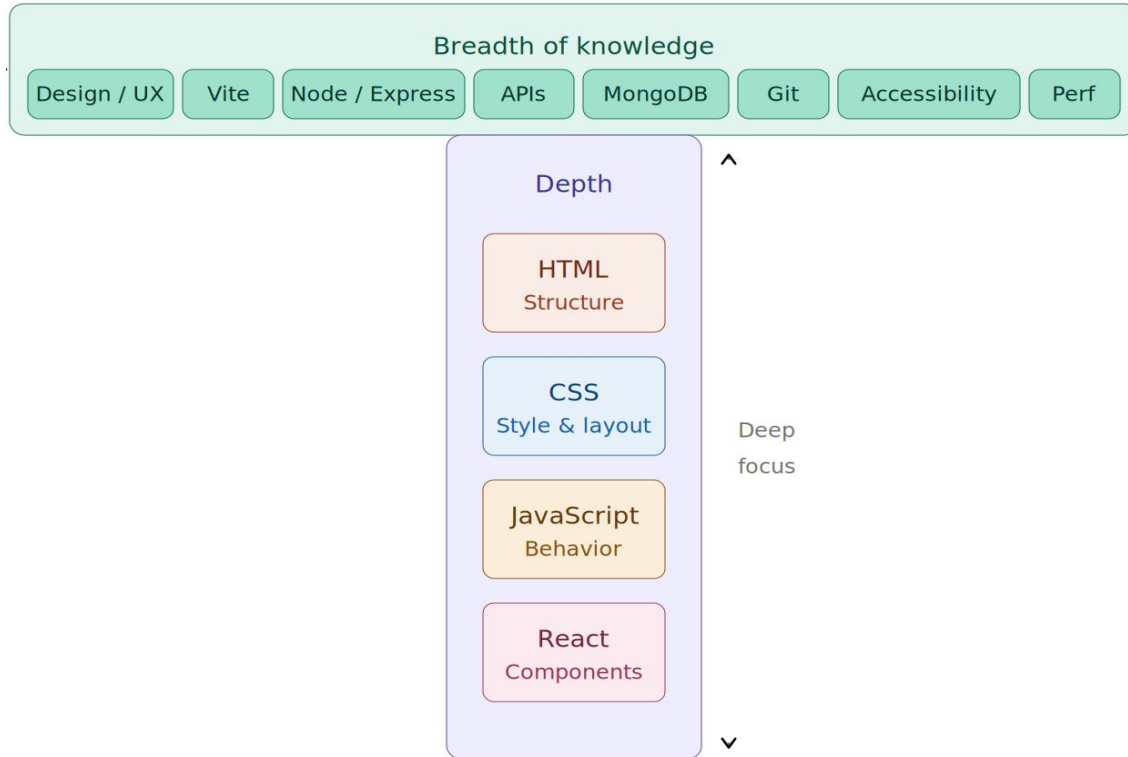 Breadth of knowledge
Design / UX Vite Node / Express APIs MongoDB Git Accessibility Perf
Depth
HTML
Structure
CSS
Style & layout
Deep
focus
JavaScript
Behavior
React
Components